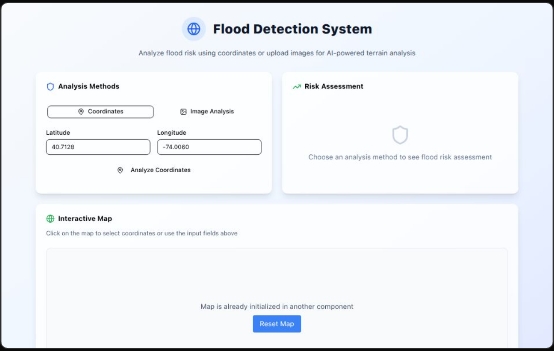 Flood Detection System
Analyze flood risk using coordinates or upload images for AI-powered terrain analysis
Analysis Methods
Coordinates
Image Analysis
Latitude
Longitude
40.7128
-74.0060
Analyze Coordinates
Risk Assessment
Choose an analysis method to see flood risk assessment
Interactive Map
Click on the map to select coordinates or use the input fields above
Map is already initialized in another component
Reset Map